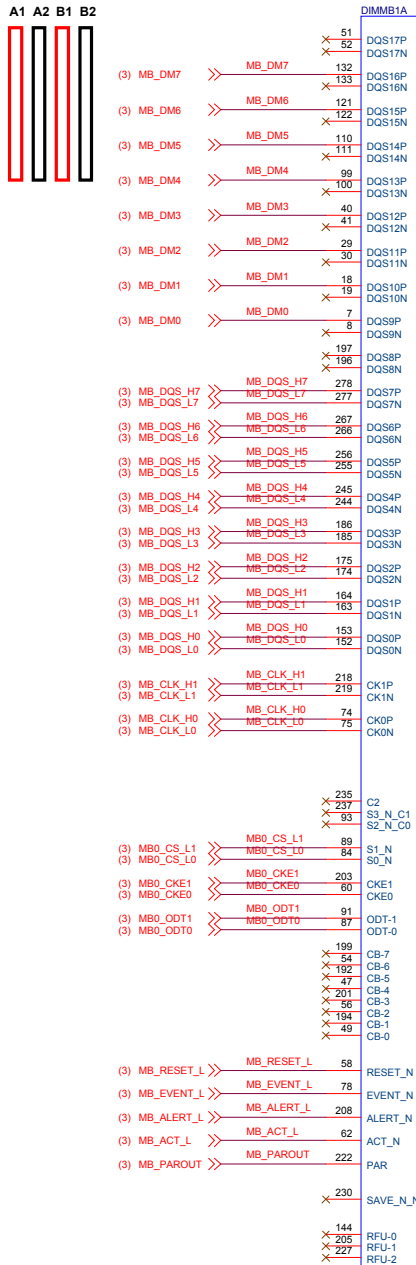 A1 A2 B1 B2
DIMMB1A
51 DQS17P
52 DQS17N
(3) MB_DM7 MB_DM7 132 DQS16P
133 DQS16N
(3) MB_DM6 MB_DM6 121 DQS15P
122 DQS15N
(3) MB_DM5 MB_DM5 110 DQS14P
111 DQS14N
(3) MB_DM4 MB_DM4 99 DQS13P
100 DQS13N
(3) MB_DM3 MB_DM3 40 DQS12P
41 DQS12N
(3) MB_DM2 MB_DM2 29 DQS11P
30 DQS11N
(3) MB_DM1 MB_DM1 18 DQS10P
19 DQS10N
(3) MB_DM0 MB_DM0 7 DQS9P
8 DQS9N
197 DQS8P
196 DQS8N
(3) MB_DQS_H7 MB_DQS_H7 278 DQS7P
(3) MB_DQS_L7 MB_DQS_L7 277 DQS7N
(3) MB_DQS_H6 MB_DQS_H6 267 DQS6P
(3) MB_DQS_L6 MB_DQS_L6 266 DQS6N
(3) MB_DQS_H5 MB_DQS_H5 256 DQS5P
(3) MB_DQS_L5 MB_DQS_L5 255 DQS5N
(3) MB_DQS_H4 MB_DQS_H4 245 DQS4P
(3) MB_DQS_L4 MB_DQS_L4 244 DQS4N
(3) MB_DQS_H3 MB_DQS_H3 186 DQS3P
(3) MB_DQS_L3 MB_DQS_L3 185 DQS3N
(3) MB_DQS_H2 MB_DQS_H2 175 DQS2P
(3) MB_DQS_L2 MB_DQS_L2 174 DQS2N
(3) MB_DQS_H1 MB_DQS_H1 164 DQS1P
(3) MB_DQS_L1 MB_DQS_L1 163 DQS1N
(3) MB_DQS_H0 MB_DQS_H0 153 DQS0P
(3) MB_DQS_L0 MB_DQS_L0 152 DQS0N
(3) MB_CLK_H1 MB_CLK_H1 218 CK1P
(3) MB_CLK_L1 MB_CLK_L1 219 CK1N
(3) MB_CLK_H0 MB_CLK_H0 74 CK0P
(3) MB_CLK_L0 MB_CLK_L0 75 CK0N
235 C2
237 S3_N_C1
93 S2_N_C0
(3) MB0_CS_L1 MB0_CS_L1 89 S1_N
(3) MB0_CS_L0 MB0_CS_L0 84 S0_N
(3) MB0_CKE1 MB0_CKE1 203 CKE1
(3) MB0_CKE0 MB0_CKE0 60 CKE0
(3) MB0_ODT1 MB0_ODT1 91 ODT-1
(3) MB0_ODT0 MB0_ODT0 87 ODT-0
199 CB-7
54 CB-6
192 CB-5
47 CB-4
201 CB-3
56 CB-2
194 CB-1
49 CB-0
(3) MB_RESET_L MB_RESET_L 58 RESET_N
(3) MB_EVENT_L MB_EVENT_L 78 EVENT_N
(3) MB_ALERT_L MB_ALERT_L 208 ALERT_N
(3) MB_ACT_L MB_ACT_L 62 ACT_N
(3) MB_PAROUT MB_PAROUT 222 PAR
230 SAVE_N_N
144 RFU-0
205 RFU-1
227 RFU-2